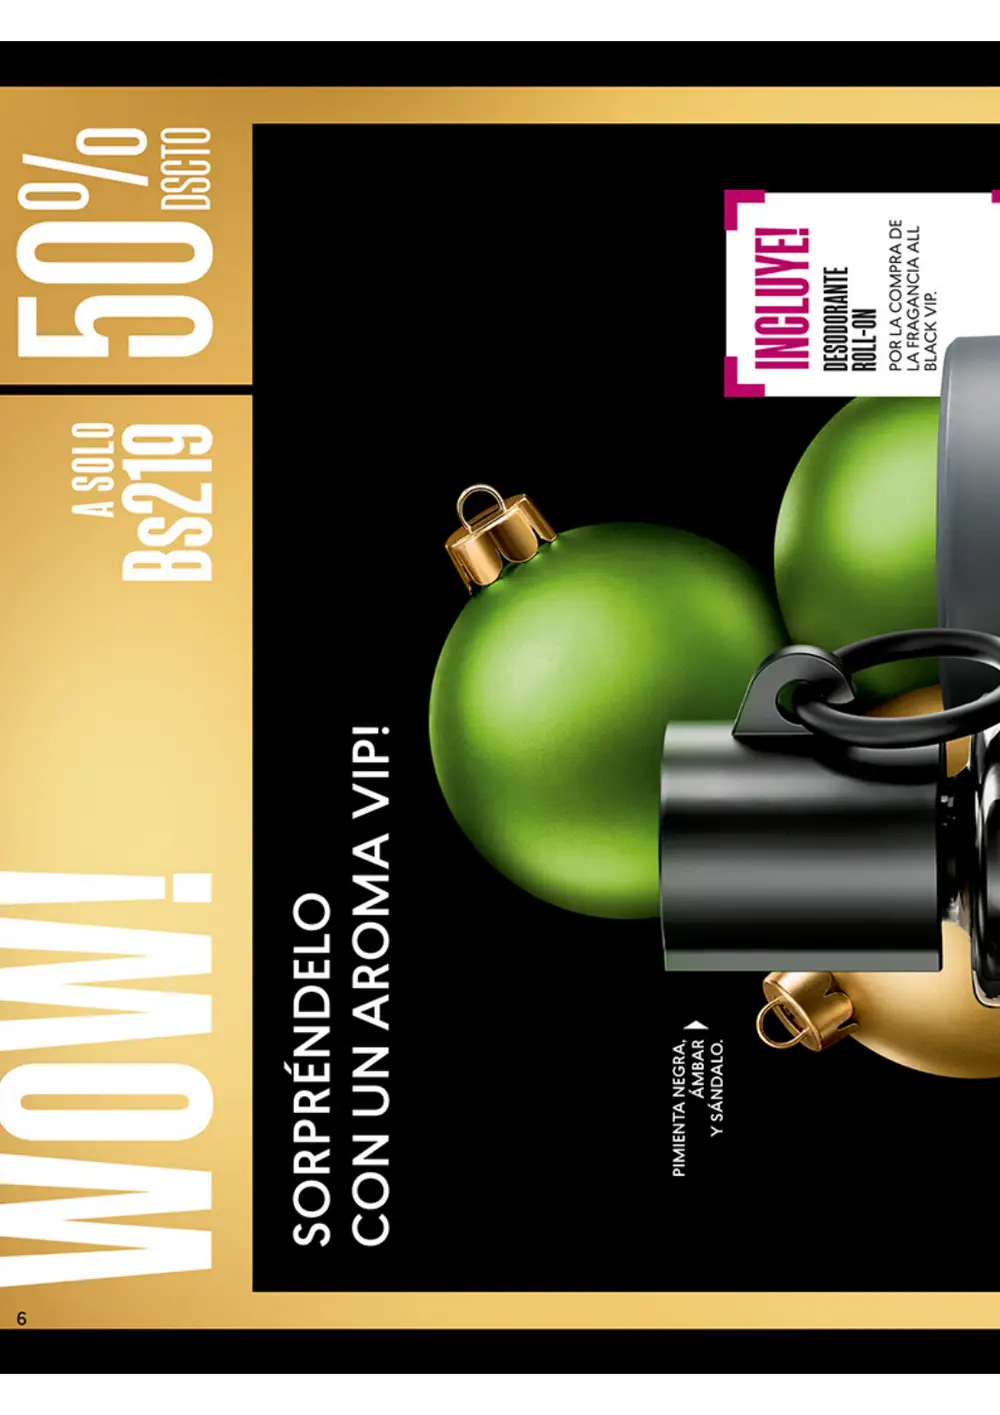 WOW!
A SOLO
Bs219
50%
DSCTO
SORPRÉNDELO
CON UN AROMA VIP!
INCLUYE!
DESODORANTE
ROLL-ON
POR LA COMPRA DE
LA FRAGANCIA ALL
BLACK VIP.
PIMIENTA NEGRA,
ÁMBAR
Y SÁNDALO.
6